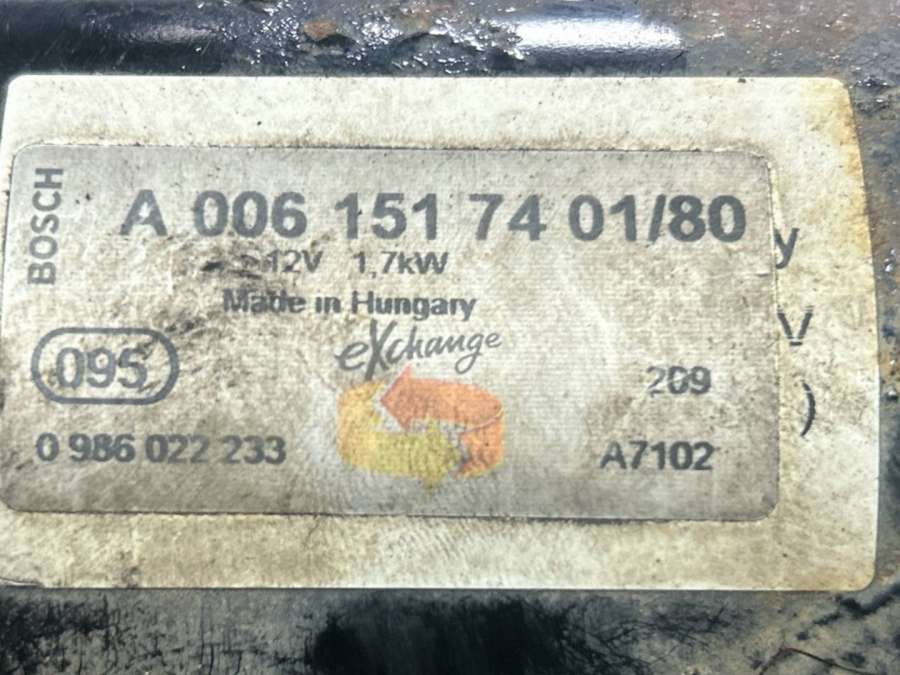 BOSCH
A 006 151 74 01/80
12V 1,7kW
Made in Hungary
eXchange
095
209
0 986 022 233
A7102
y
V
)